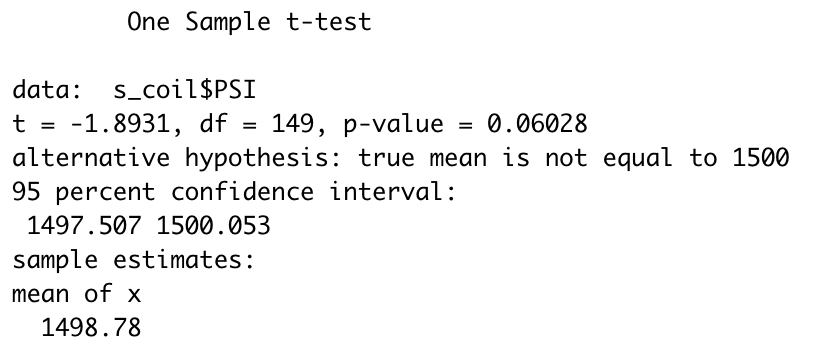 One Sample t-test
data:  s_coil$PSI
t = -1.8931, df = 149, p-value = 0.06028
alternative hypothesis: true mean is not equal to 1500
95 percent confidence interval:
 1497.507 1500.053
sample estimates:
mean of x
  1498.78